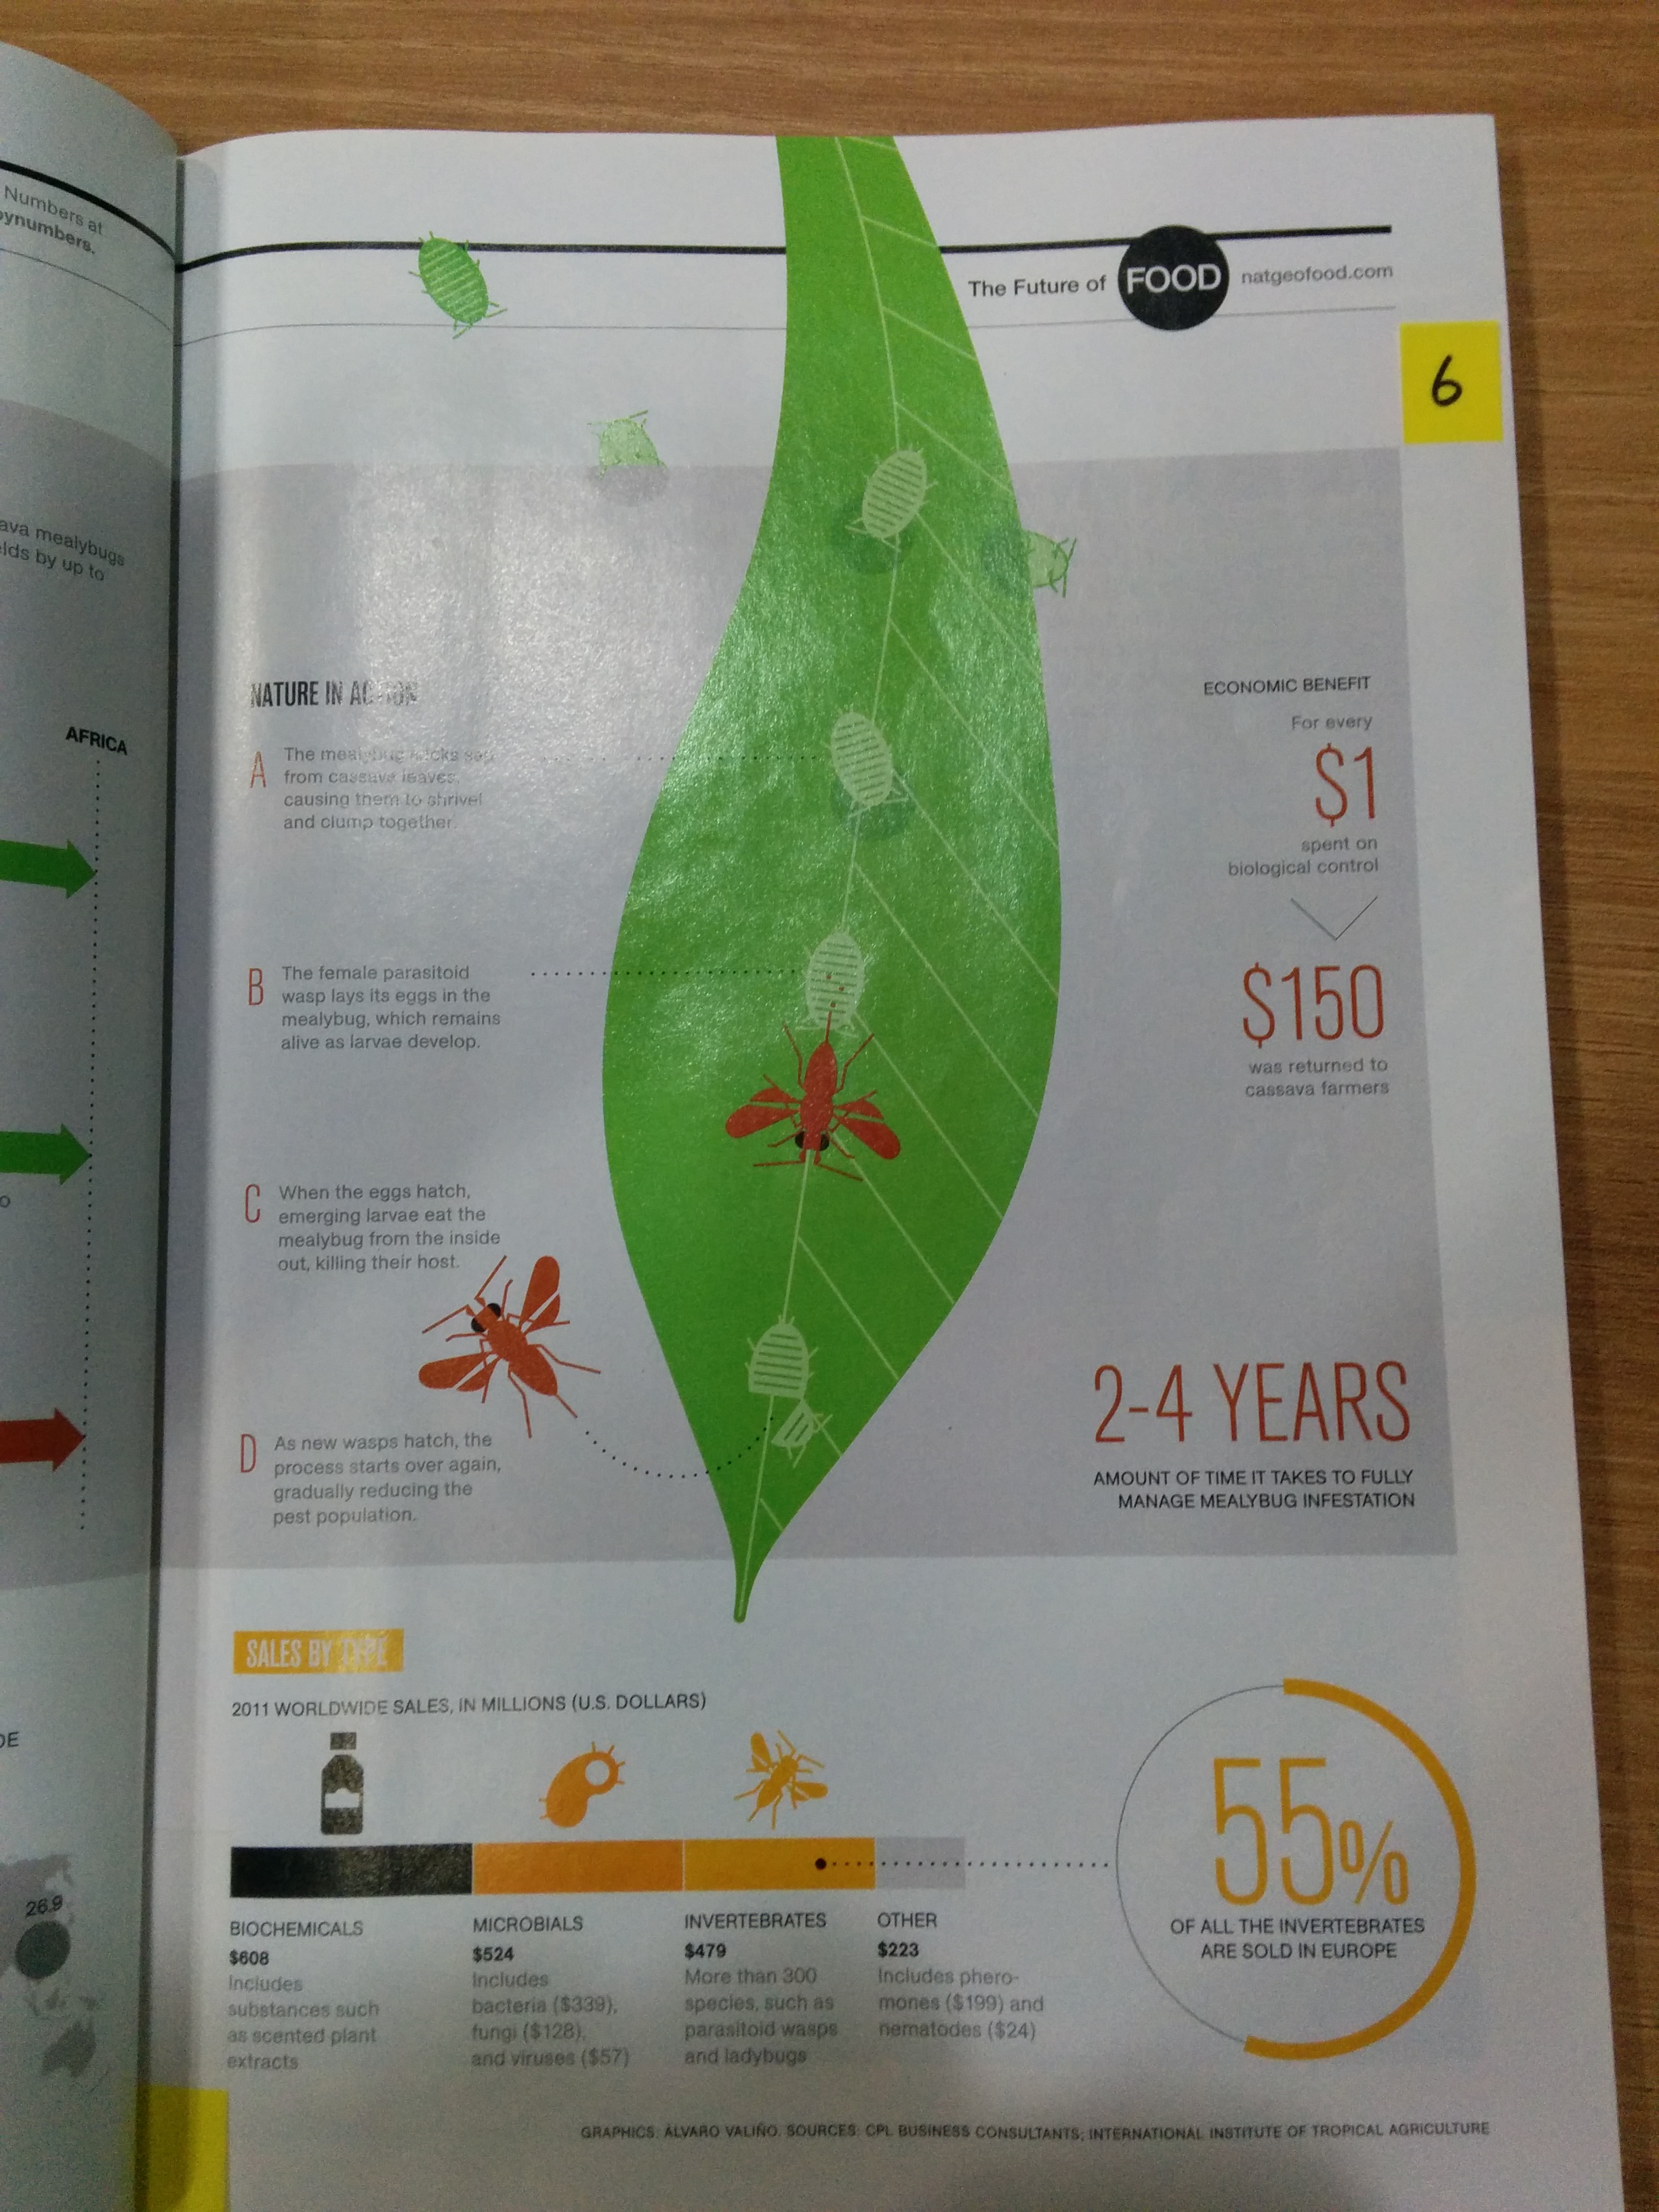 Numbers at
bynumbers.
ava mealybugs
elds by up to
AFRICA
o
DE
26.9
The Future of FOOD natgeofood.com
6
NATURE IN ACTION
A The mealybug sucks sap
from cassava leaves,
causing them to shrivel
and clump together.
B The female parasitoid
wasp lays its eggs in the
mealybug, which remains
alive as larvae develop.
C When the eggs hatch,
emerging larvae eat the
mealybug from the inside
out, killing their host.
D As new wasps hatch, the
process starts over again,
gradually reducing the
pest population.
ECONOMIC BENEFIT
For every
$1
spent on
biological control
$150
was returned to
cassava farmers
2-4 YEARS
AMOUNT OF TIME IT TAKES TO FULLY
MANAGE MEALYBUG INFESTATION
SALES BY TYPE
2011 WORLDWIDE SALES, IN MILLIONS (U.S. DOLLARS)
BIOCHEMICALS
$608
Includes
substances such
as scented plant
extracts
MICROBIALS
$524
Includes
bacteria ($339),
fungi ($128),
and viruses ($57)
INVERTEBRATES
$479
More than 300
species, such as
parasitoid wasps
and ladybugs
OTHER
$223
Includes phero-
mones ($199) and
nematodes ($24)
55%
OF ALL THE INVERTEBRATES
ARE SOLD IN EUROPE
GRAPHICS: ÁLVARO VALIÑO. SOURCES: CPL BUSINESS CONSULTANTS; INTERNATIONAL INSTITUTE OF TROPICAL AGRICULTURE